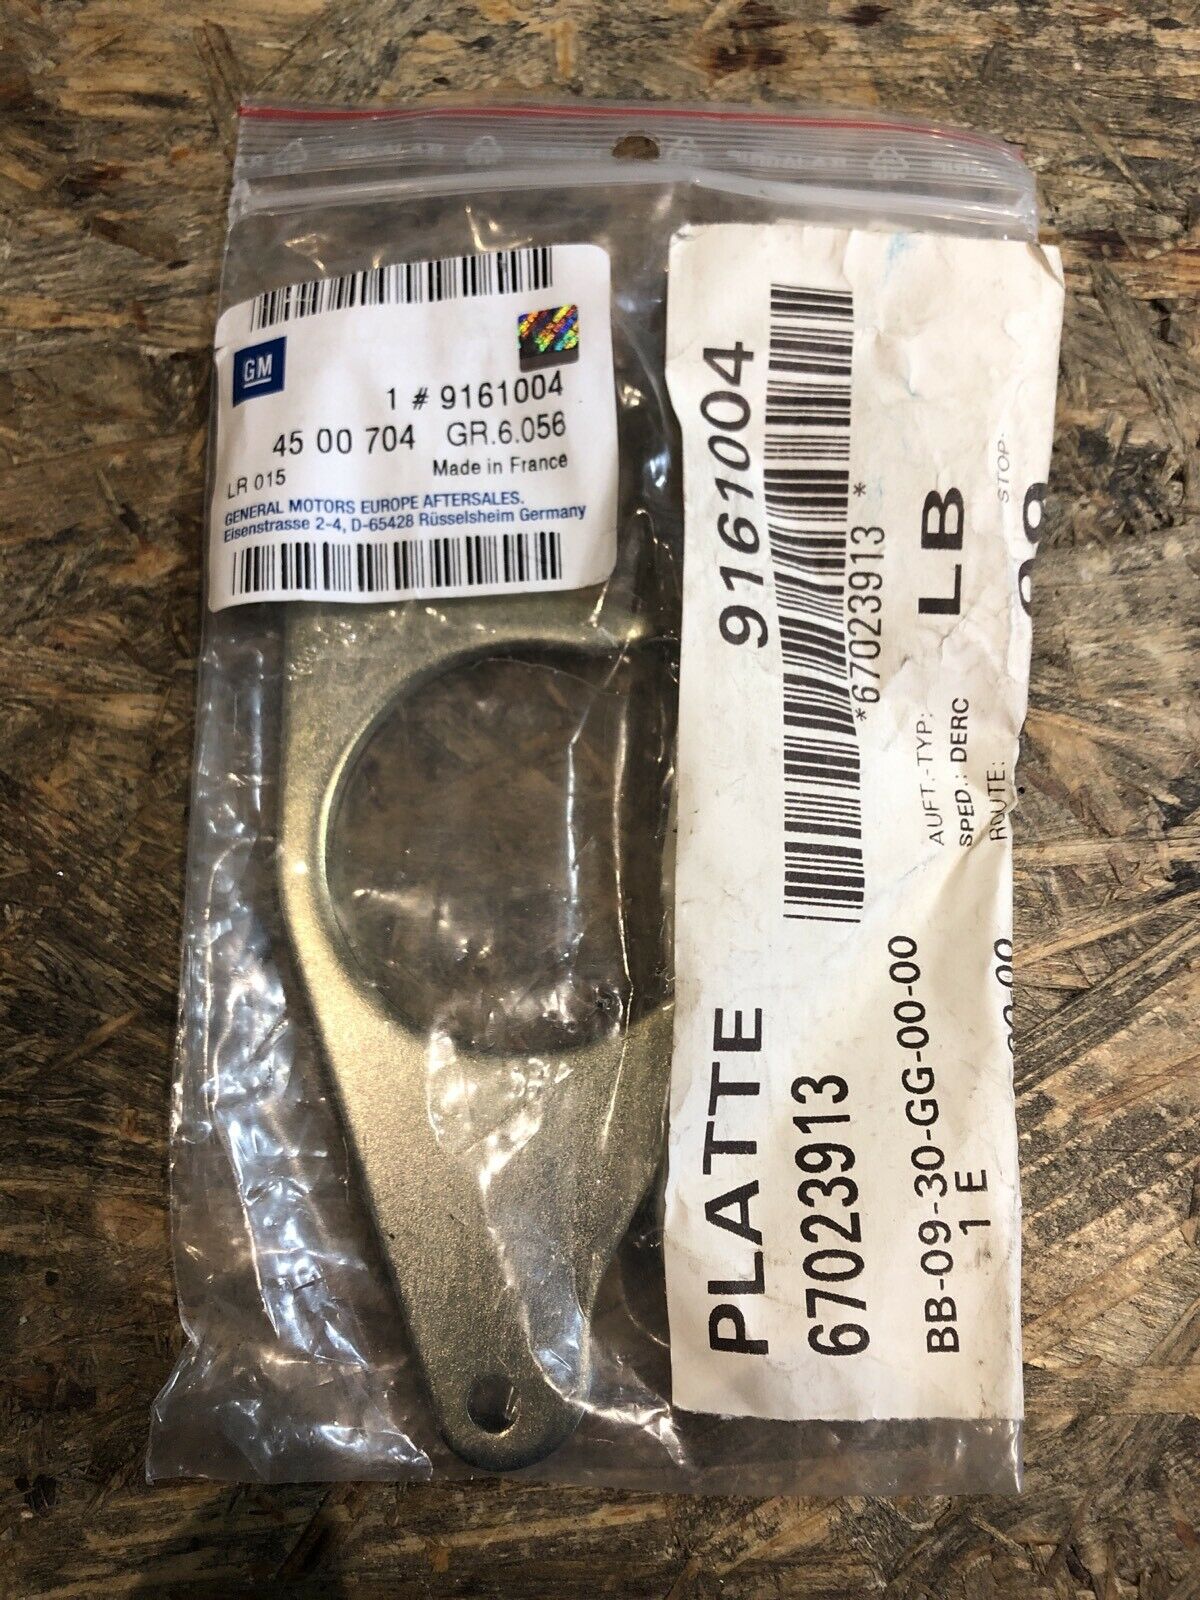 GM
1 # 9161004
45 00 704 GR.6.056
LR 015 Made in France
GENERAL MOTORS EUROPE AFTERSALES.
Eisenstrasse 2-4, D-65428 Rüsselsheim Germany
PLATTE 9161004
67023913
*67023913 *
BB-09-30-GG-00-00
1 E
AUFT.-TYP: LB
SPED.: DERC
ROUTE:
STOP: